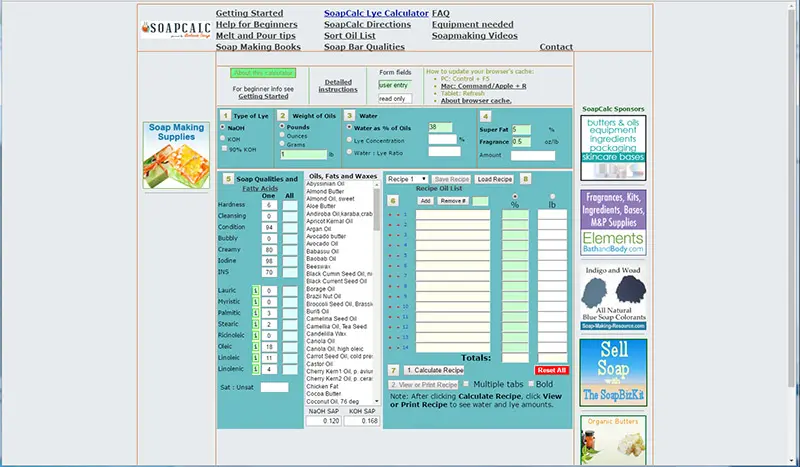 SOAPCALC
Getting Started
SoapCalc Lye Calculator
FAQ
Help for Beginners
SoapCalc Directions
Equipment needed
Melt and Pour tips
Sort Oil List
Soapmaking Videos
Soap Making Books
Soap Bar Qualities
Contact
About this calculator
For beginner info see
Getting Started
Detailed
instructions
Form fields
user entry
read only
How to update your browser's cache:
PC: Control + F5
Mac: Command/Apple + R
Tablet: Refresh
About browser cache.
1 Type of Lye
NaOH
KOH
90% KOH
2 Weight of Oils
Pounds
Ounces
Grams
1 lb
3 Water
Water as % of Oils 38
Lye Concentration %
Water : Lye Ratio
4
Super Fat 5 %
Fragrance 0.5 oz/lb
Amount
5 Soap Qualities and
Fatty Acids
One All
Hardness 6
Cleansing 0
Condition 94
Bubbly 0
Creamy 80
Iodine 98
INS 70
Lauric i 0
Myristic i 0
Palmitic i 3
Stearic i 2
Ricinoleic i 0
Oleic i 18
Linoleic i 11
Linolenic i 4
Sat : Unsat
Oils, Fats and Waxes
Abyssinian Oil
Almond Butter
Almond Oil, sweet
Aloe Butter
Andiroba Oil,karaba,crab
Apricot Kernal Oil
Argan Oil
Avocado butter
Avocado Oil
Babassu Oil
Baobab Oil
Beeswax
Black Cumin Seed Oil, ni
Black Current Seed Oil
Borage Oil
Brazil Nut Oil
Broccoli Seed Oil, Brassi
Buriti Oil
Camelina Seed Oil
Camellia Oil, Tea Seed
Candelilla Wax
Canola Oil
Canola Oil, high oleic
Carrot Seed Oil, cold pres
Castor Oil
Cherry Kern1 Oil, p. avium
Cherry Kern2 Oil, p. ceras
Chicken Fat
Cocoa Butter
Coconut Oil, 76 deg
NaOH SAP KOH SAP
0.120 0.168
Recipe 1 Save Recipe Load Recipe 8
Recipe Oil List
6 Add Remove # % lb
1
2
3
4
5
6
7
8
9
10
11
12
13
14
Totals:
7 1. Calculate Recipe Reset All
2. View or Print Recipe Multiple tabs Bold
Note: After clicking Calculate Recipe, click View
or Print Recipe to see water and lye amounts.
Soap Making
Supplies
SoapCalc Sponsors
butters & oils
equipment
ingredients
packaging
skincare bases
Fragrances, Kits,
Ingredients, Bases,
M&P Supplies
Elements
BathandBody.com
Indigo and Woad
All Natural
Blue Soap Colorants
Soap-Making-Resource.com
Sell
Soap
with
The SoapBizKit
Organic Butters